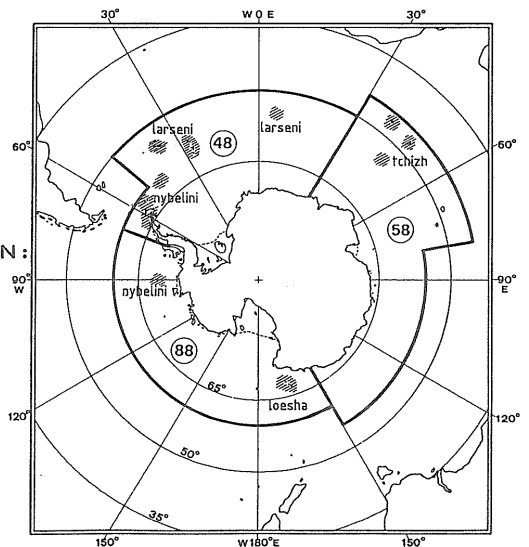 30° W 0 E 30°
larseni
48
larseni
60° tchizh 60°
nybelini
58
N:
90° W 90° E
nybelini
88
65°
loesha
120° 120°
50°
35°
150° W180°E 150°